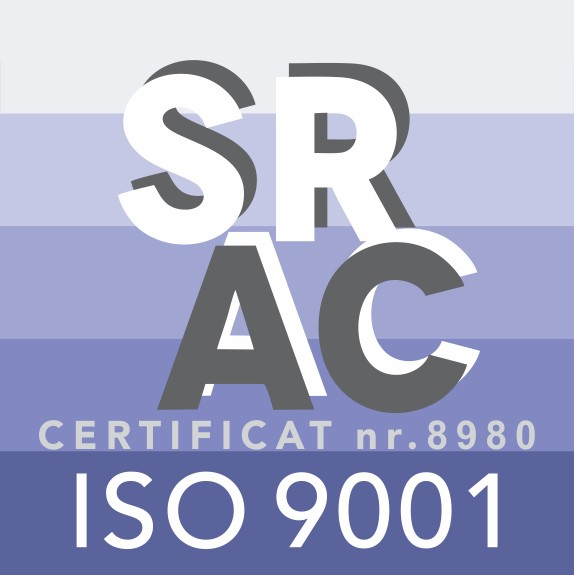 SR
AC
CERTIFICAT nr.8980
ISO 9001